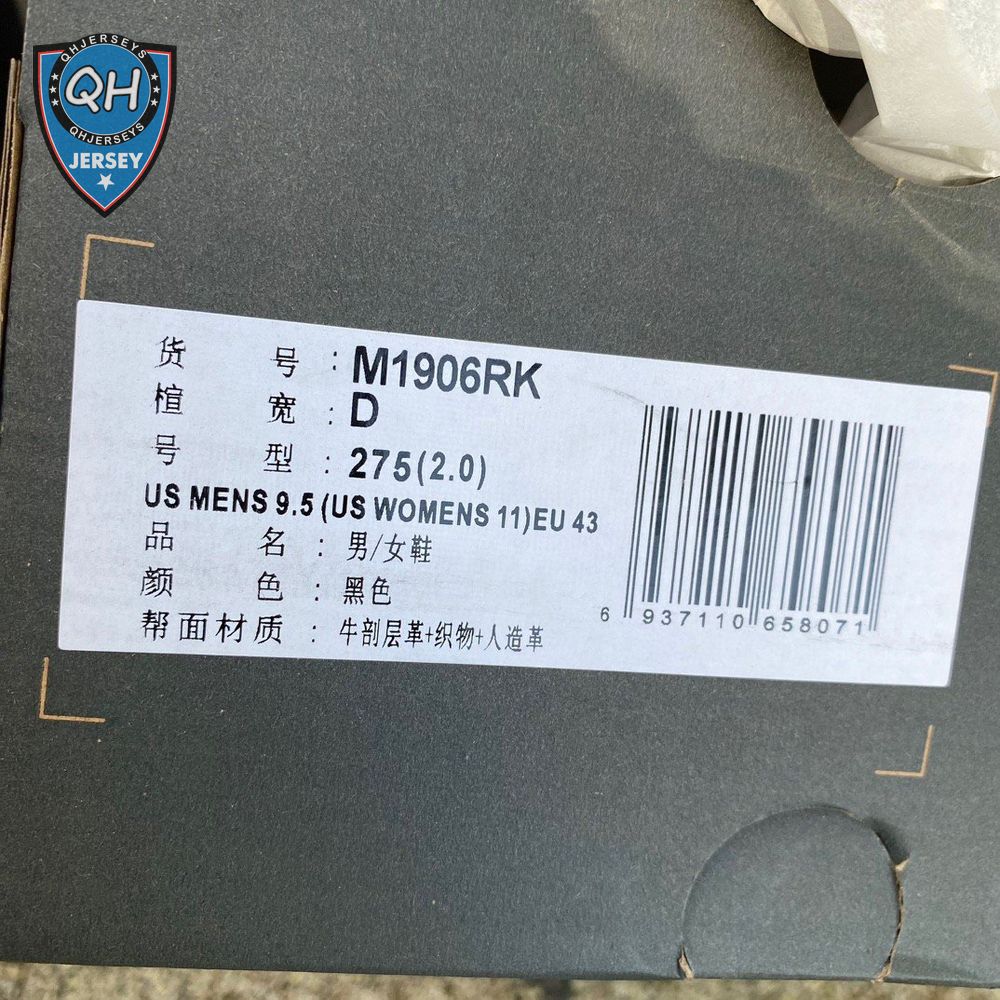 QHJERSEYS
QH
QHJERSEYS
JERSEY
货 号 : M1906RK
楦 宽 : D
号 型 : 275(2.0)
US MENS 9.5 (US WOMENS 11)EU 43
品 名 : 男/女鞋
颜 色 : 黑色
帮面材质 : 牛剖层革+织物+人造革
6 937110 658071